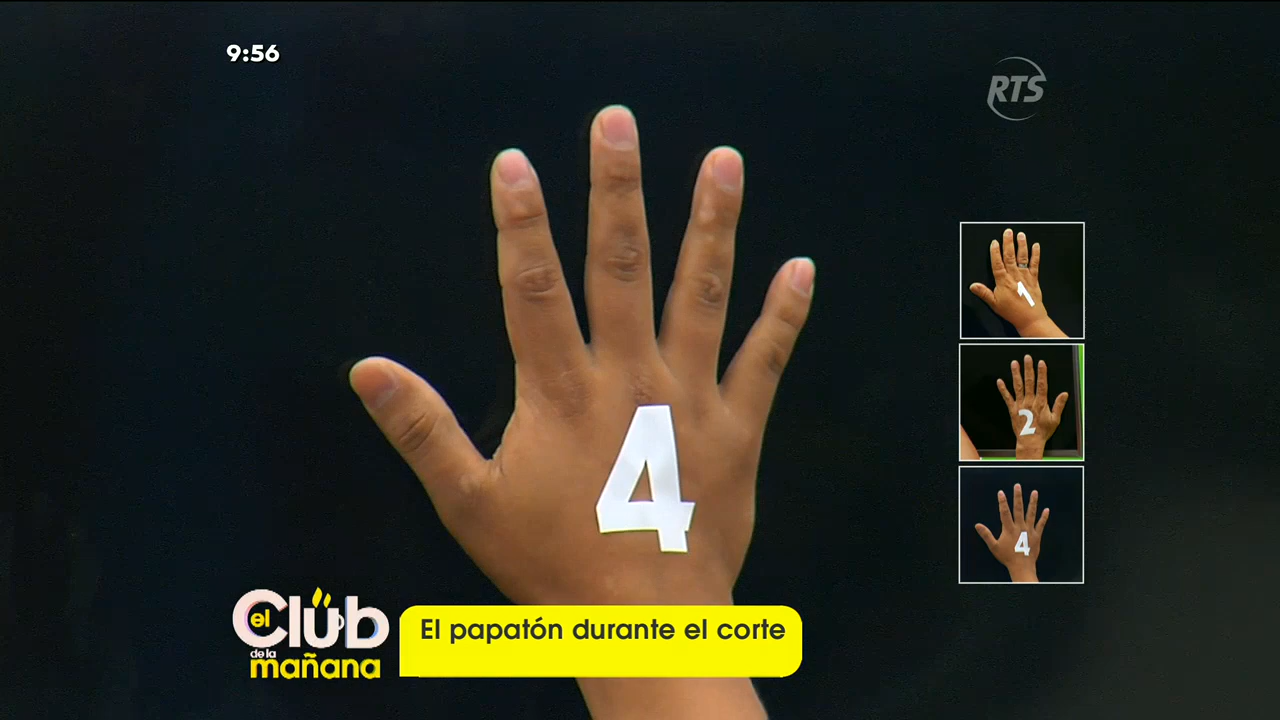 9:56
RTS
1
2
4
4
el Club
de la
mañana
El papatón durante el corte